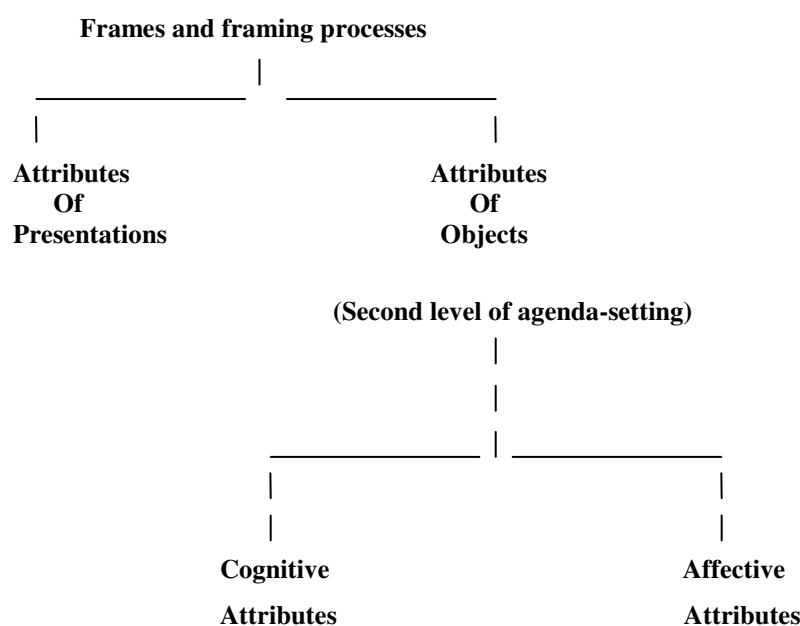 Frames and framing processes
Attributes
Of
Presentations
Attributes
Of
Objects
(Second level of agenda-setting)
Cognitive
Attributes
Affective
Attributes